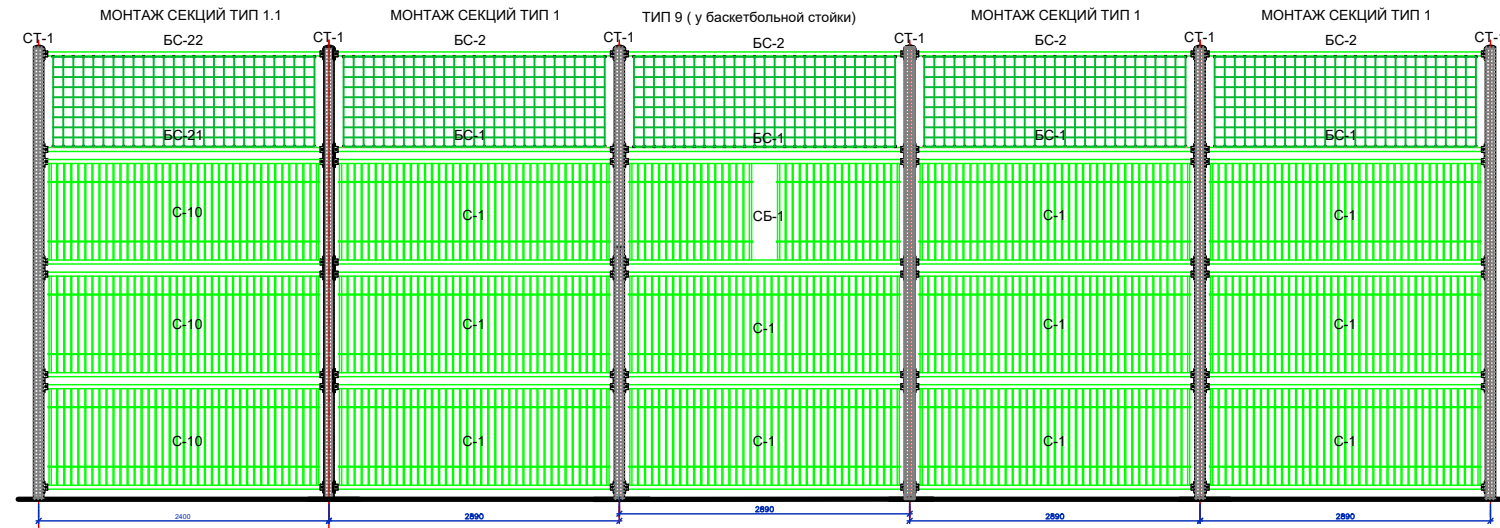 МОНТАЖ СЕКЦИЙ ТИП 1.1 МОНТАЖ СЕКЦИЙ ТИП 1 ТИП 9 ( у баскетбольной стойки) МОНТАЖ СЕКЦИЙ ТИП 1 МОНТАЖ СЕКЦИЙ ТИП 1
СТ-1 БС-22 СТ-1 БС-2 СТ-1 БС-2 СТ-1 БС-2 СТ-1 БС-2 СТ-1
БС-21 БС-1 БС-1 БС-1 БС-1
С-10 С-1 СБ-1 С-1 С-1
С-10 С-1 С-1 С-1 С-1
С-10 С-1 С-1 С-1 С-1
2400 2890 2890 2890 2890